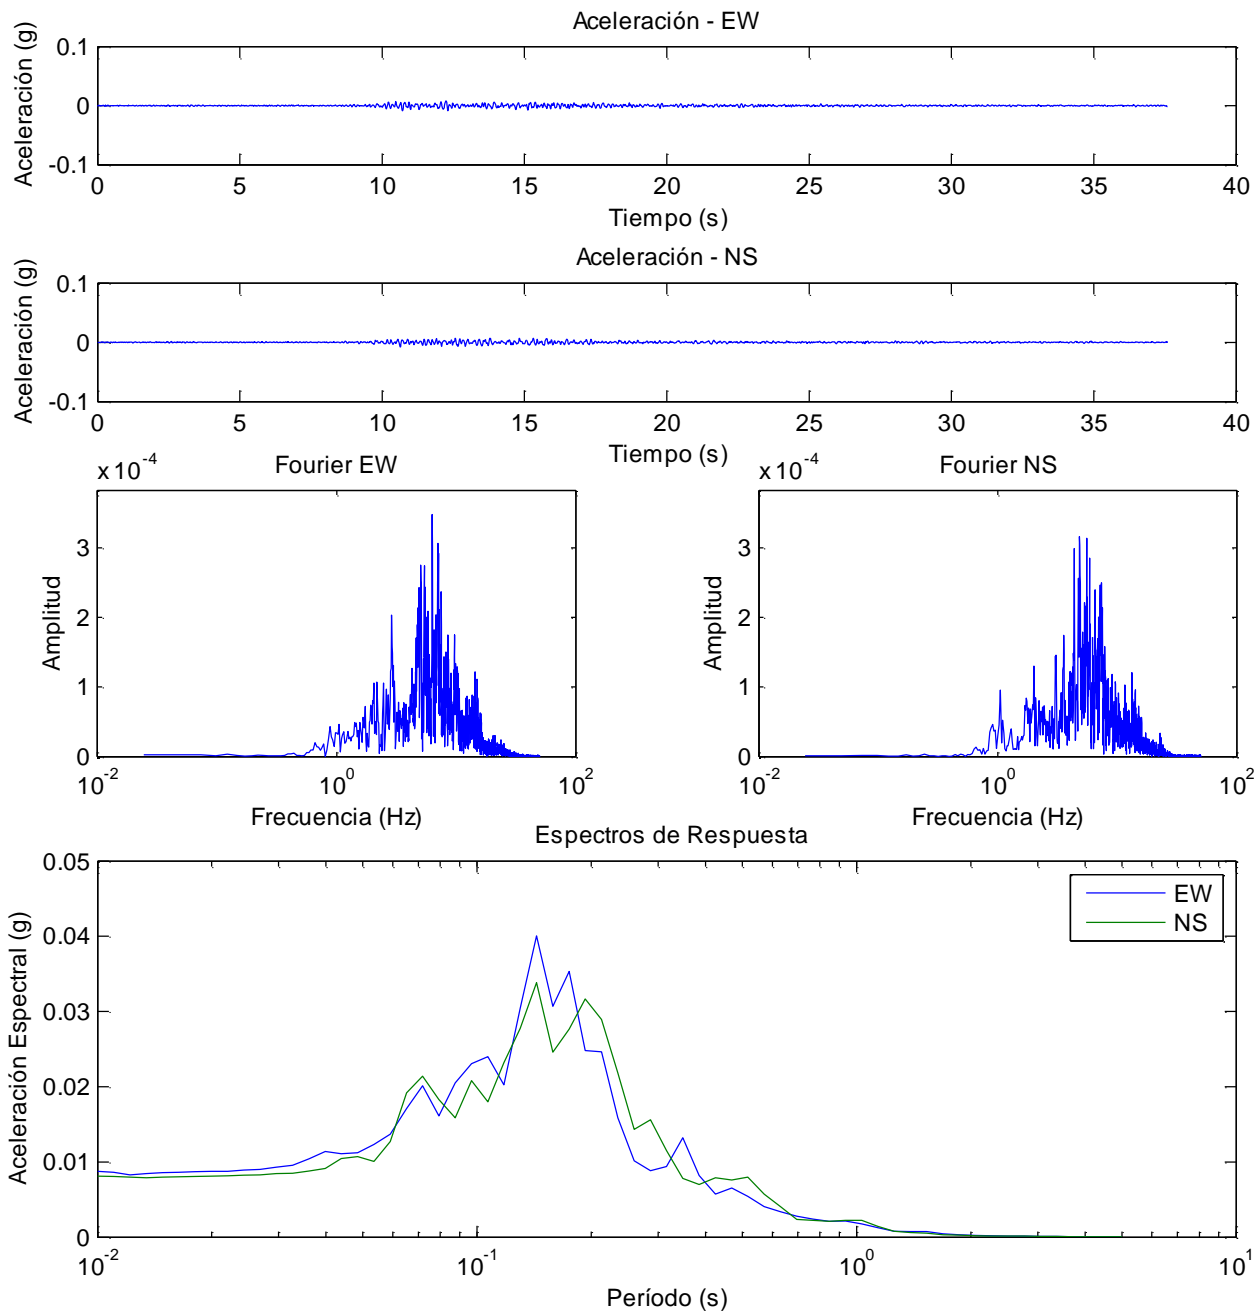 Aceleración - EW
Aceleración (g)
0.1
0
-0.1
0 5 10 15 20 25 30 35 40
Tiempo (s)
Aceleración - NS
Aceleración (g)
0.1
0
-0.1
0 5 10 15 20 25 30 35 40
Tiempo (s)
x 10^-4
Fourier EW
Amplitud
3
2
1
0
10^-2 10^0 10^2
Frecuencia (Hz)
x 10^-4
Fourier NS
Amplitud
3
2
1
0
10^-2 10^0 10^2
Frecuencia (Hz)
Espectros de Respuesta
Aceleración Espectral (g)
0.05
0.04
0.03
0.02
0.01
0
EW
NS
10^-2 10^-1 10^0 10^1
Período (s)